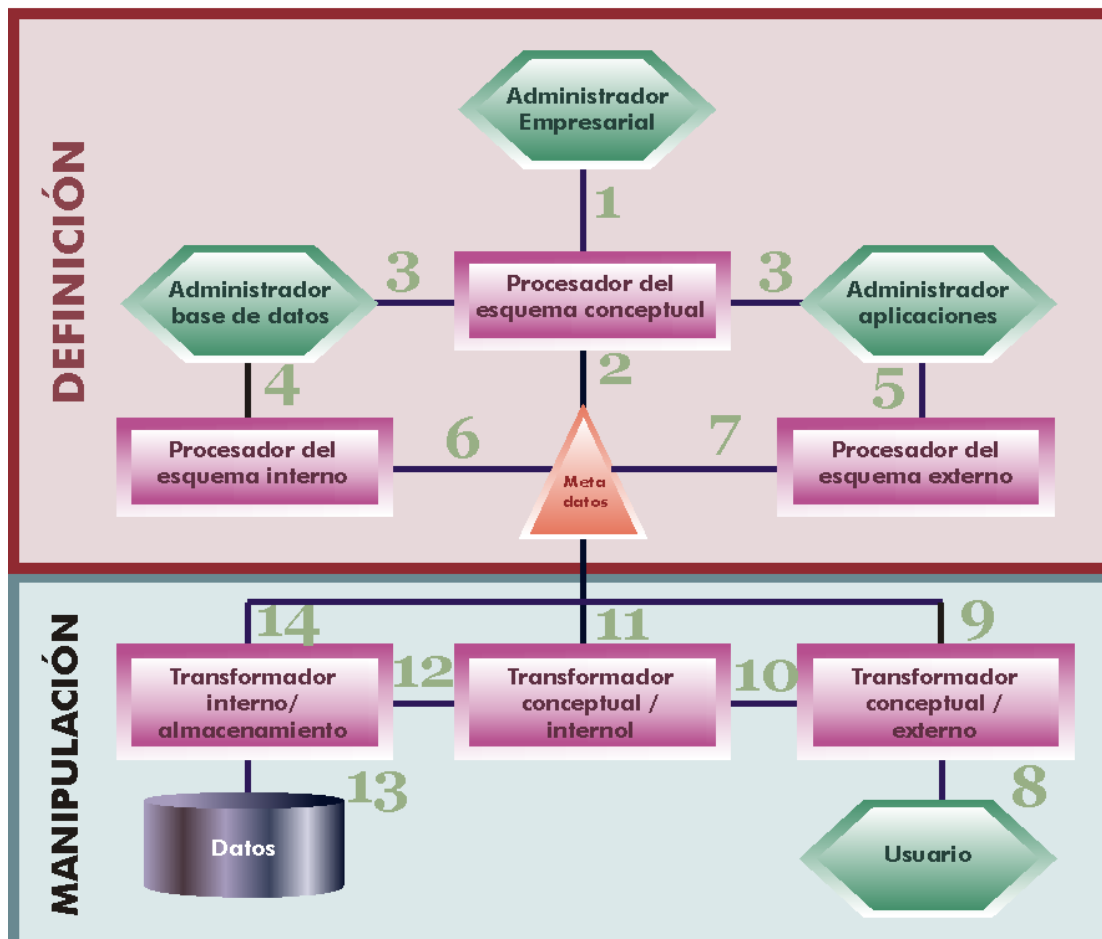 DEFINICIÓN
Administrador
Empresarial
1
Administrador
base de datos
3
Procesador del
esquema conceptual
3
Administrador
aplicaciones
4
2
5
Procesador del
esquema interno
6
Meta
datos
7
Procesador del
esquema externo
MANIPULACIÓN
14
11
9
Transformador
interno/
almacenamiento
12
Transformador
conceptual /
internol
10
Transformador
conceptual /
externo
13
8
Datos
Usuario